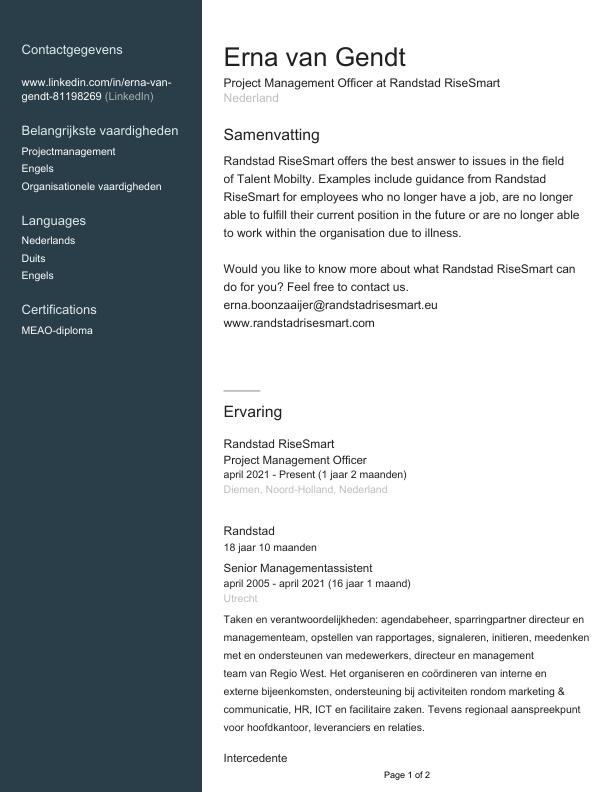 Contactgegevens
www.linkedin.com/in/erna-van-
gendt-81198269 (LinkedIn)
Belangrijkste vaardigheden
Projectmanagement
Engels
Organisationele vaardigheden
Languages
Nederlands
Duits
Engels
Certifications
MEAO-diploma
Erna van Gendt
Project Management Officer at Randstad RiseSmart
Nederland
Samenvatting
Randstad RiseSmart offers the best answer to issues in the field
of Talent Mobilty. Examples include guidance from Randstad
RiseSmart for employees who no longer have a job, are no longer
able to fulfill their current position in the future or are no longer able
to work within the organisation due to illness.
Would you like to know more about what Randstad RiseSmart can
do for you? Feel free to contact us.
erna.boonzaaijer@randstadrisesmart.eu
www.randstadrisesmart.com
Ervaring
Randstad RiseSmart
Project Management Officer
april 2021 - Present (1 jaar 2 maanden)
Diemen, Noord-Holland, Nederland
Randstad
18 jaar 10 maanden
Senior Managementassistent
april 2005 - april 2021 (16 jaar 1 maand)
Utrecht
Taken en verantwoordelijkheden: agendabeheer, sparringpartner directeur en
managementeam, opstellen van rapportages, signaleren, initieren, meedenken
met en ondersteunen van medewerkers, directeur en management
team van Regio West. Het organiseren en coördineren van interne en
externe bijeenkomsten, ondersteuning bij activiteiten rondom marketing &
communicatie, HR, ICT en facilitaire zaken. Tevens regionaal aanspreekpunt
voor hoofdkantoor, leveranciers en relaties.
Intercedente
Page 1 of 2